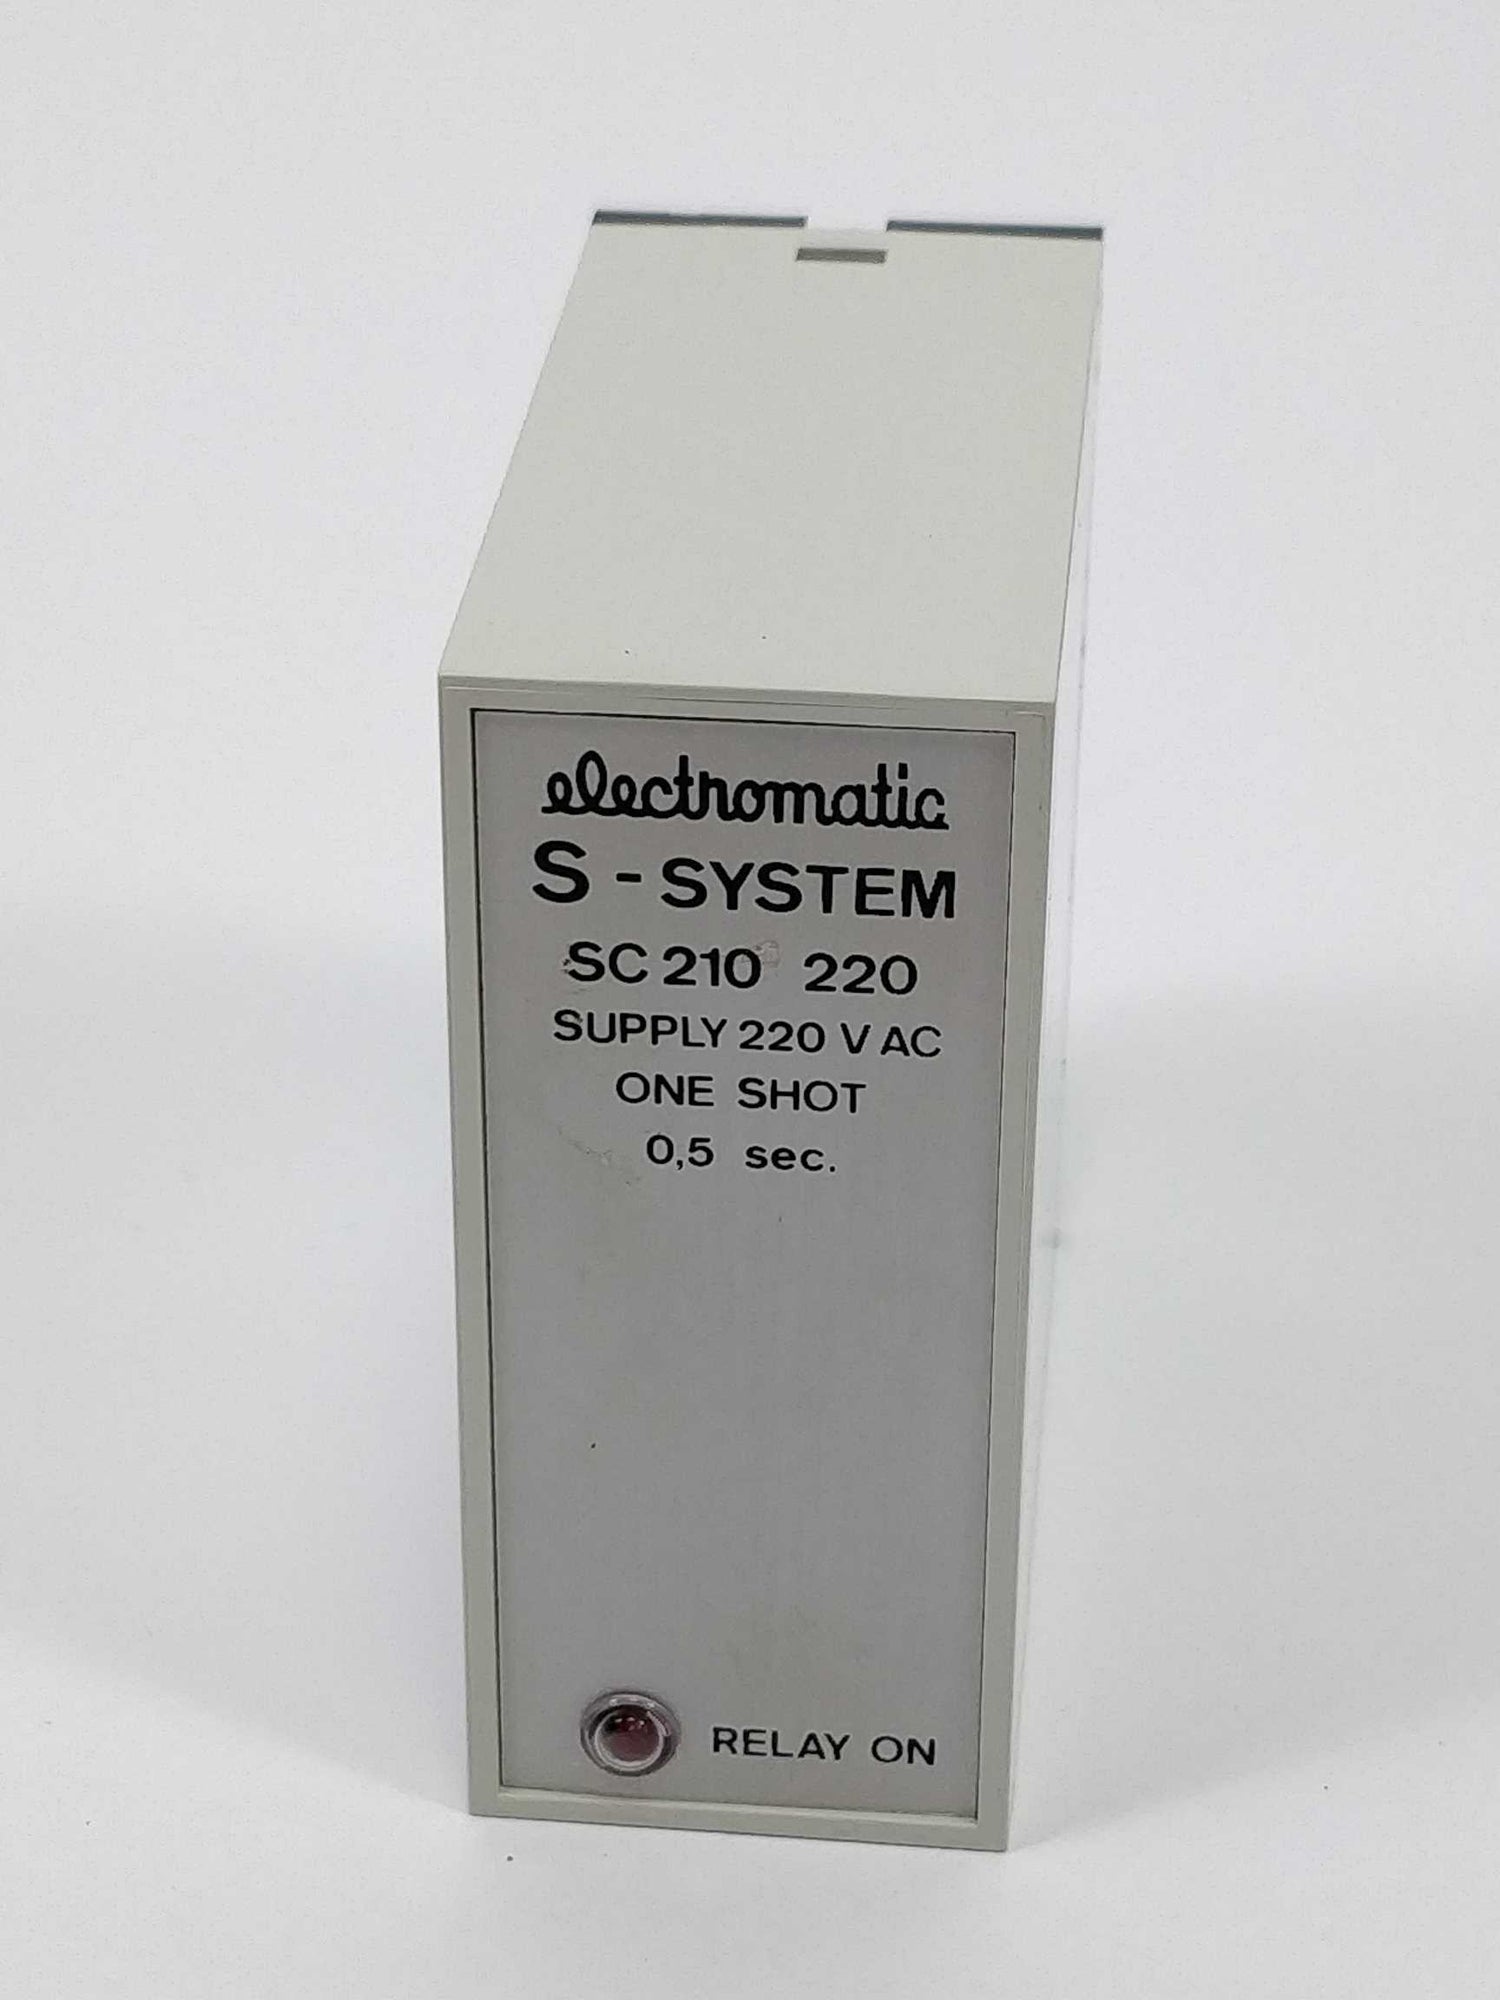 electromatic
S - SYSTEM
SC 210 220
SUPPLY 220 V AC
ONE SHOT
0,5 sec.
RELAY ON